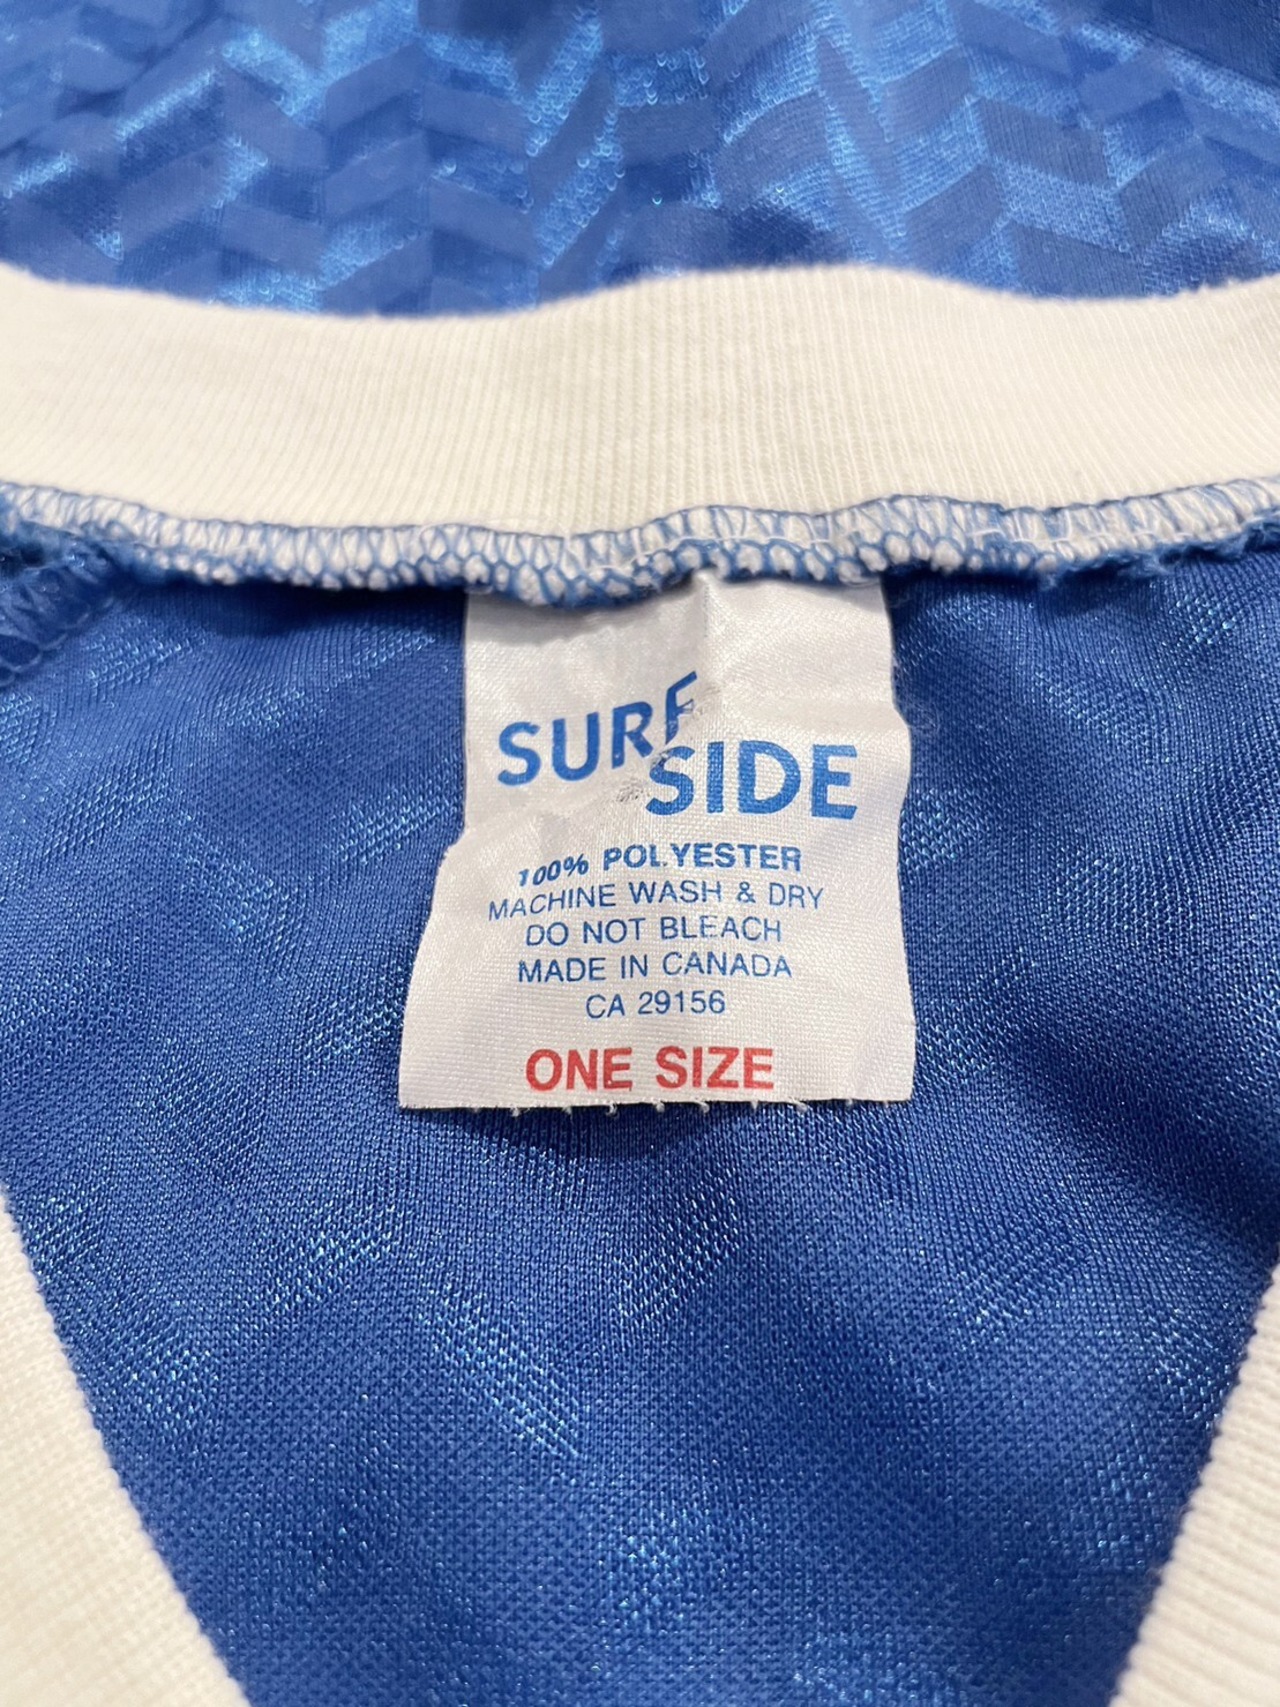 SURF
SIDE
100% POLYESTER
MACHINE WASH & DRY
DO NOT BLEACH
MADE IN CANADA
CA 29156
ONE SIZE